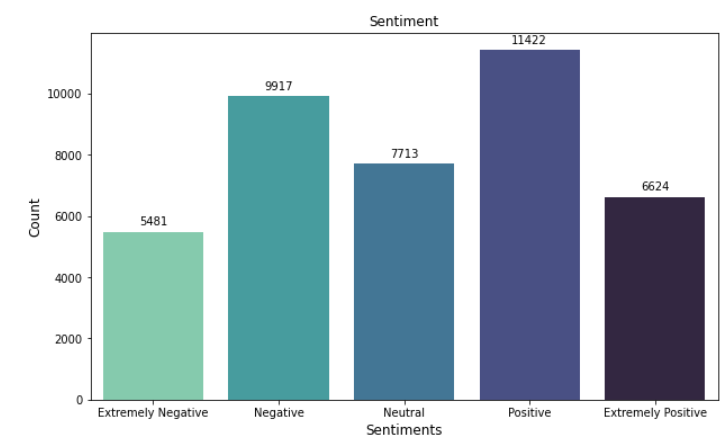 Sentiment
11422
9917
7713
6624
5481
10000
8000
6000
4000
2000
0
Count
Extremely Negative Negative Neutral Positive Extremely Positive
Sentiments